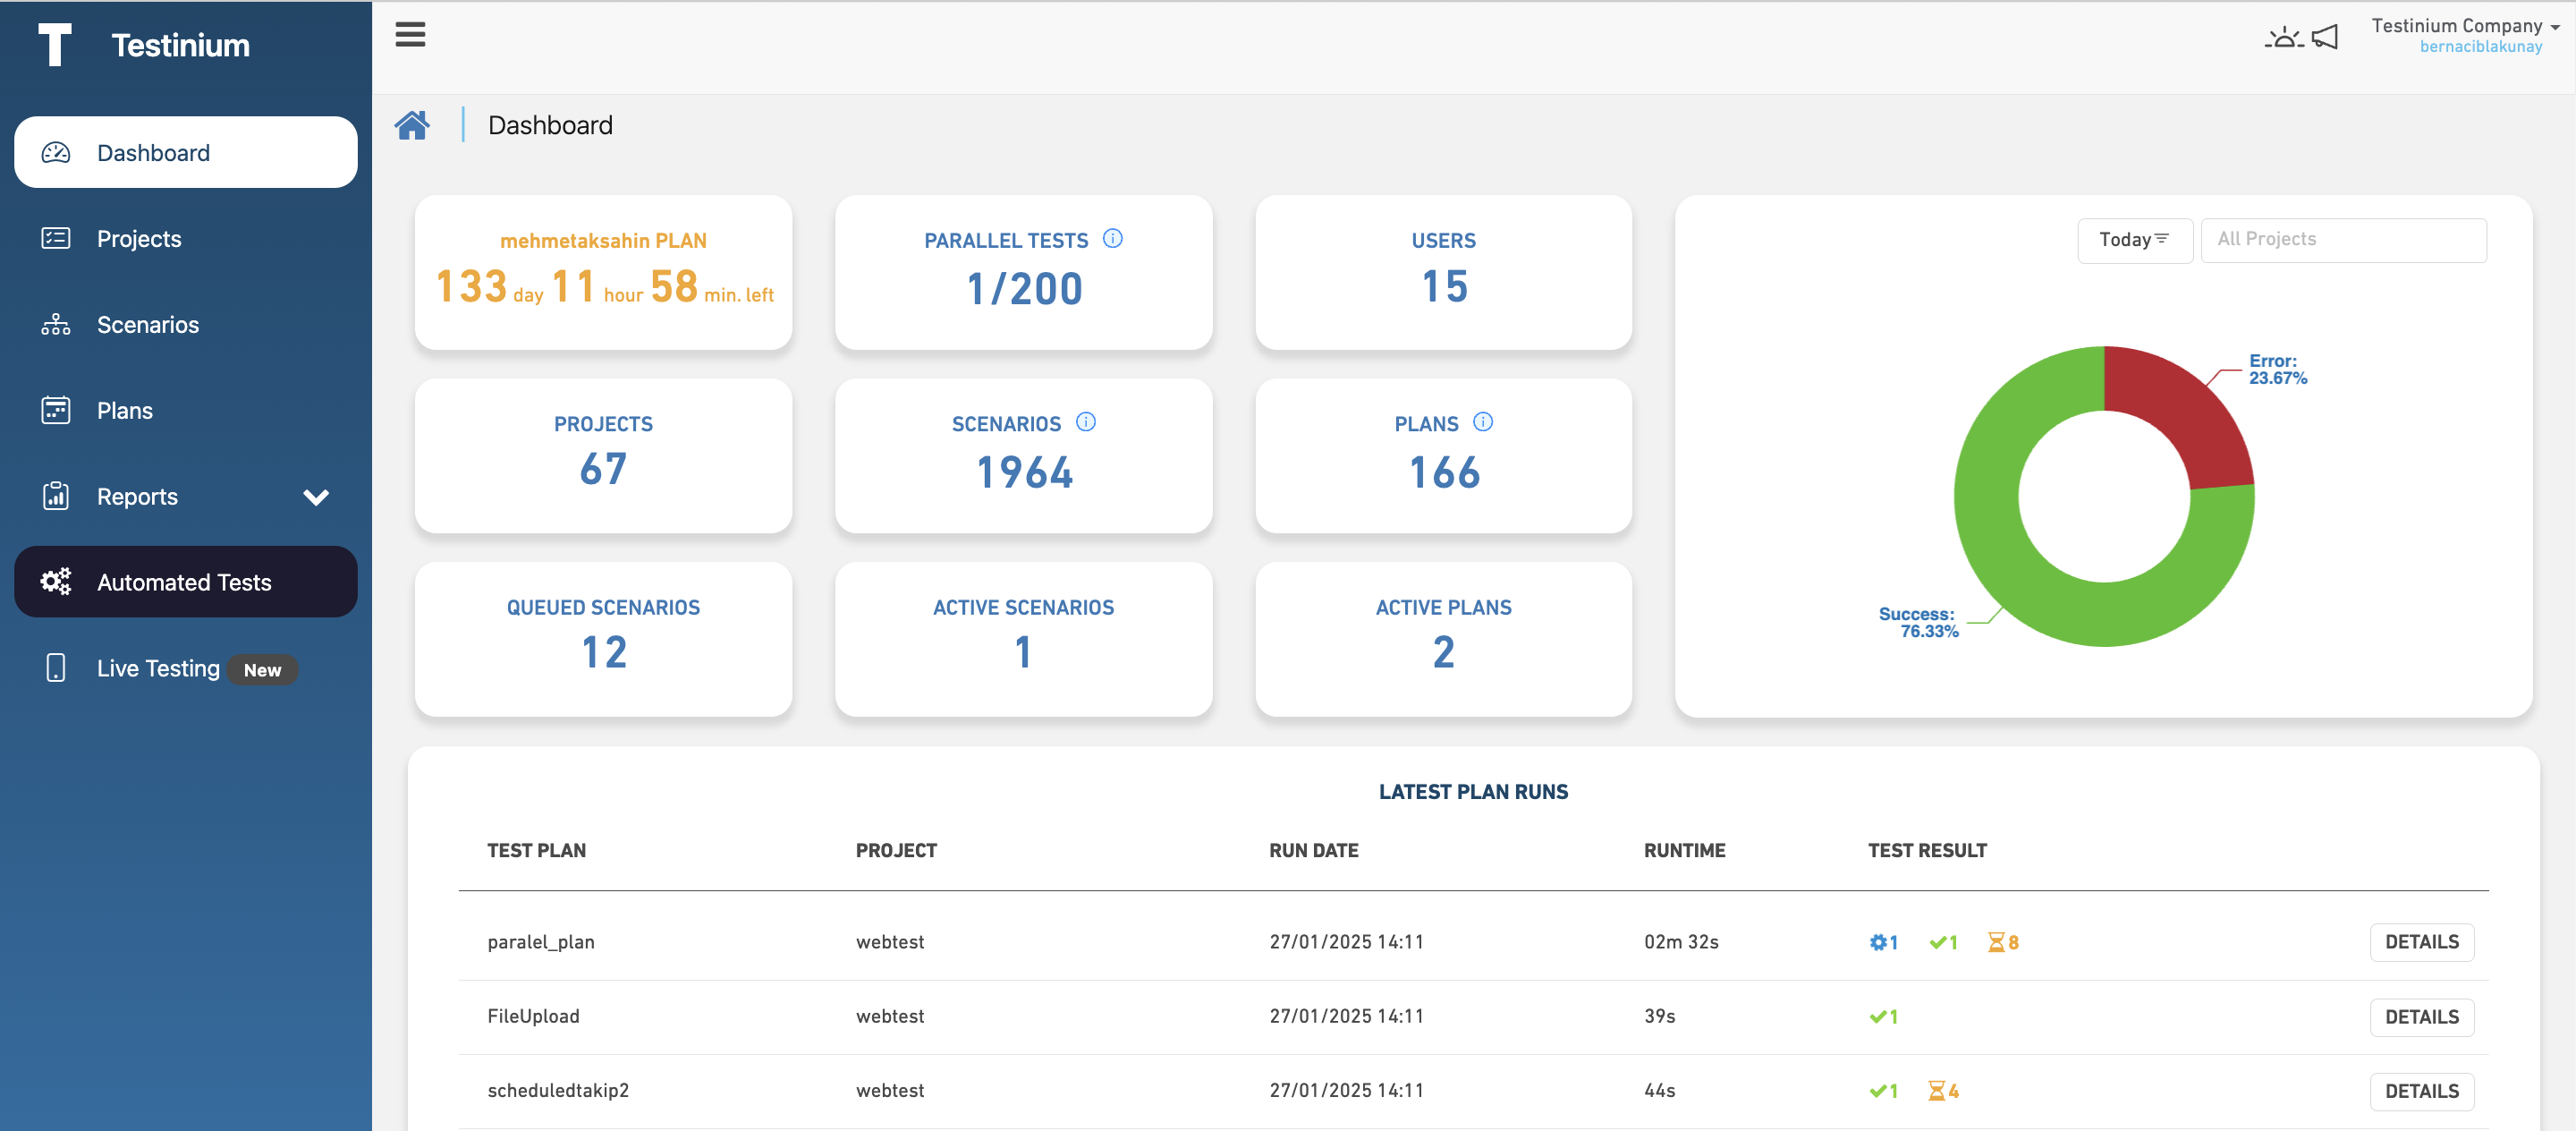 Testinium
Testinium Company
bernaciblakunay
Dashboard
Projects
Scenarios
Plans
Reports
Automated Tests
Live Testing New
Dashboard
mehmetaksahin PLAN
133 day 11 hour 58 min. left
PARALLEL TESTS
1/200
USERS
15
PROJECTS
67
SCENARIOS
1964
PLANS
166
QUEUED SCENARIOS
12
ACTIVE SCENARIOS
1
ACTIVE PLANS
2
Today All Projects
Error:
23.67%
Success:
76.33%
LATEST PLAN RUNS
TEST PLAN PROJECT RUN DATE RUNTIME TEST RESULT
paralel_plan webtest 27/01/2025 14:11 02m 32s 1 1 8 DETAILS
FileUpload webtest 27/01/2025 14:11 39s 1 DETAILS
scheduledtakip2 webtest 27/01/2025 14:11 44s 1 4 DETAILS